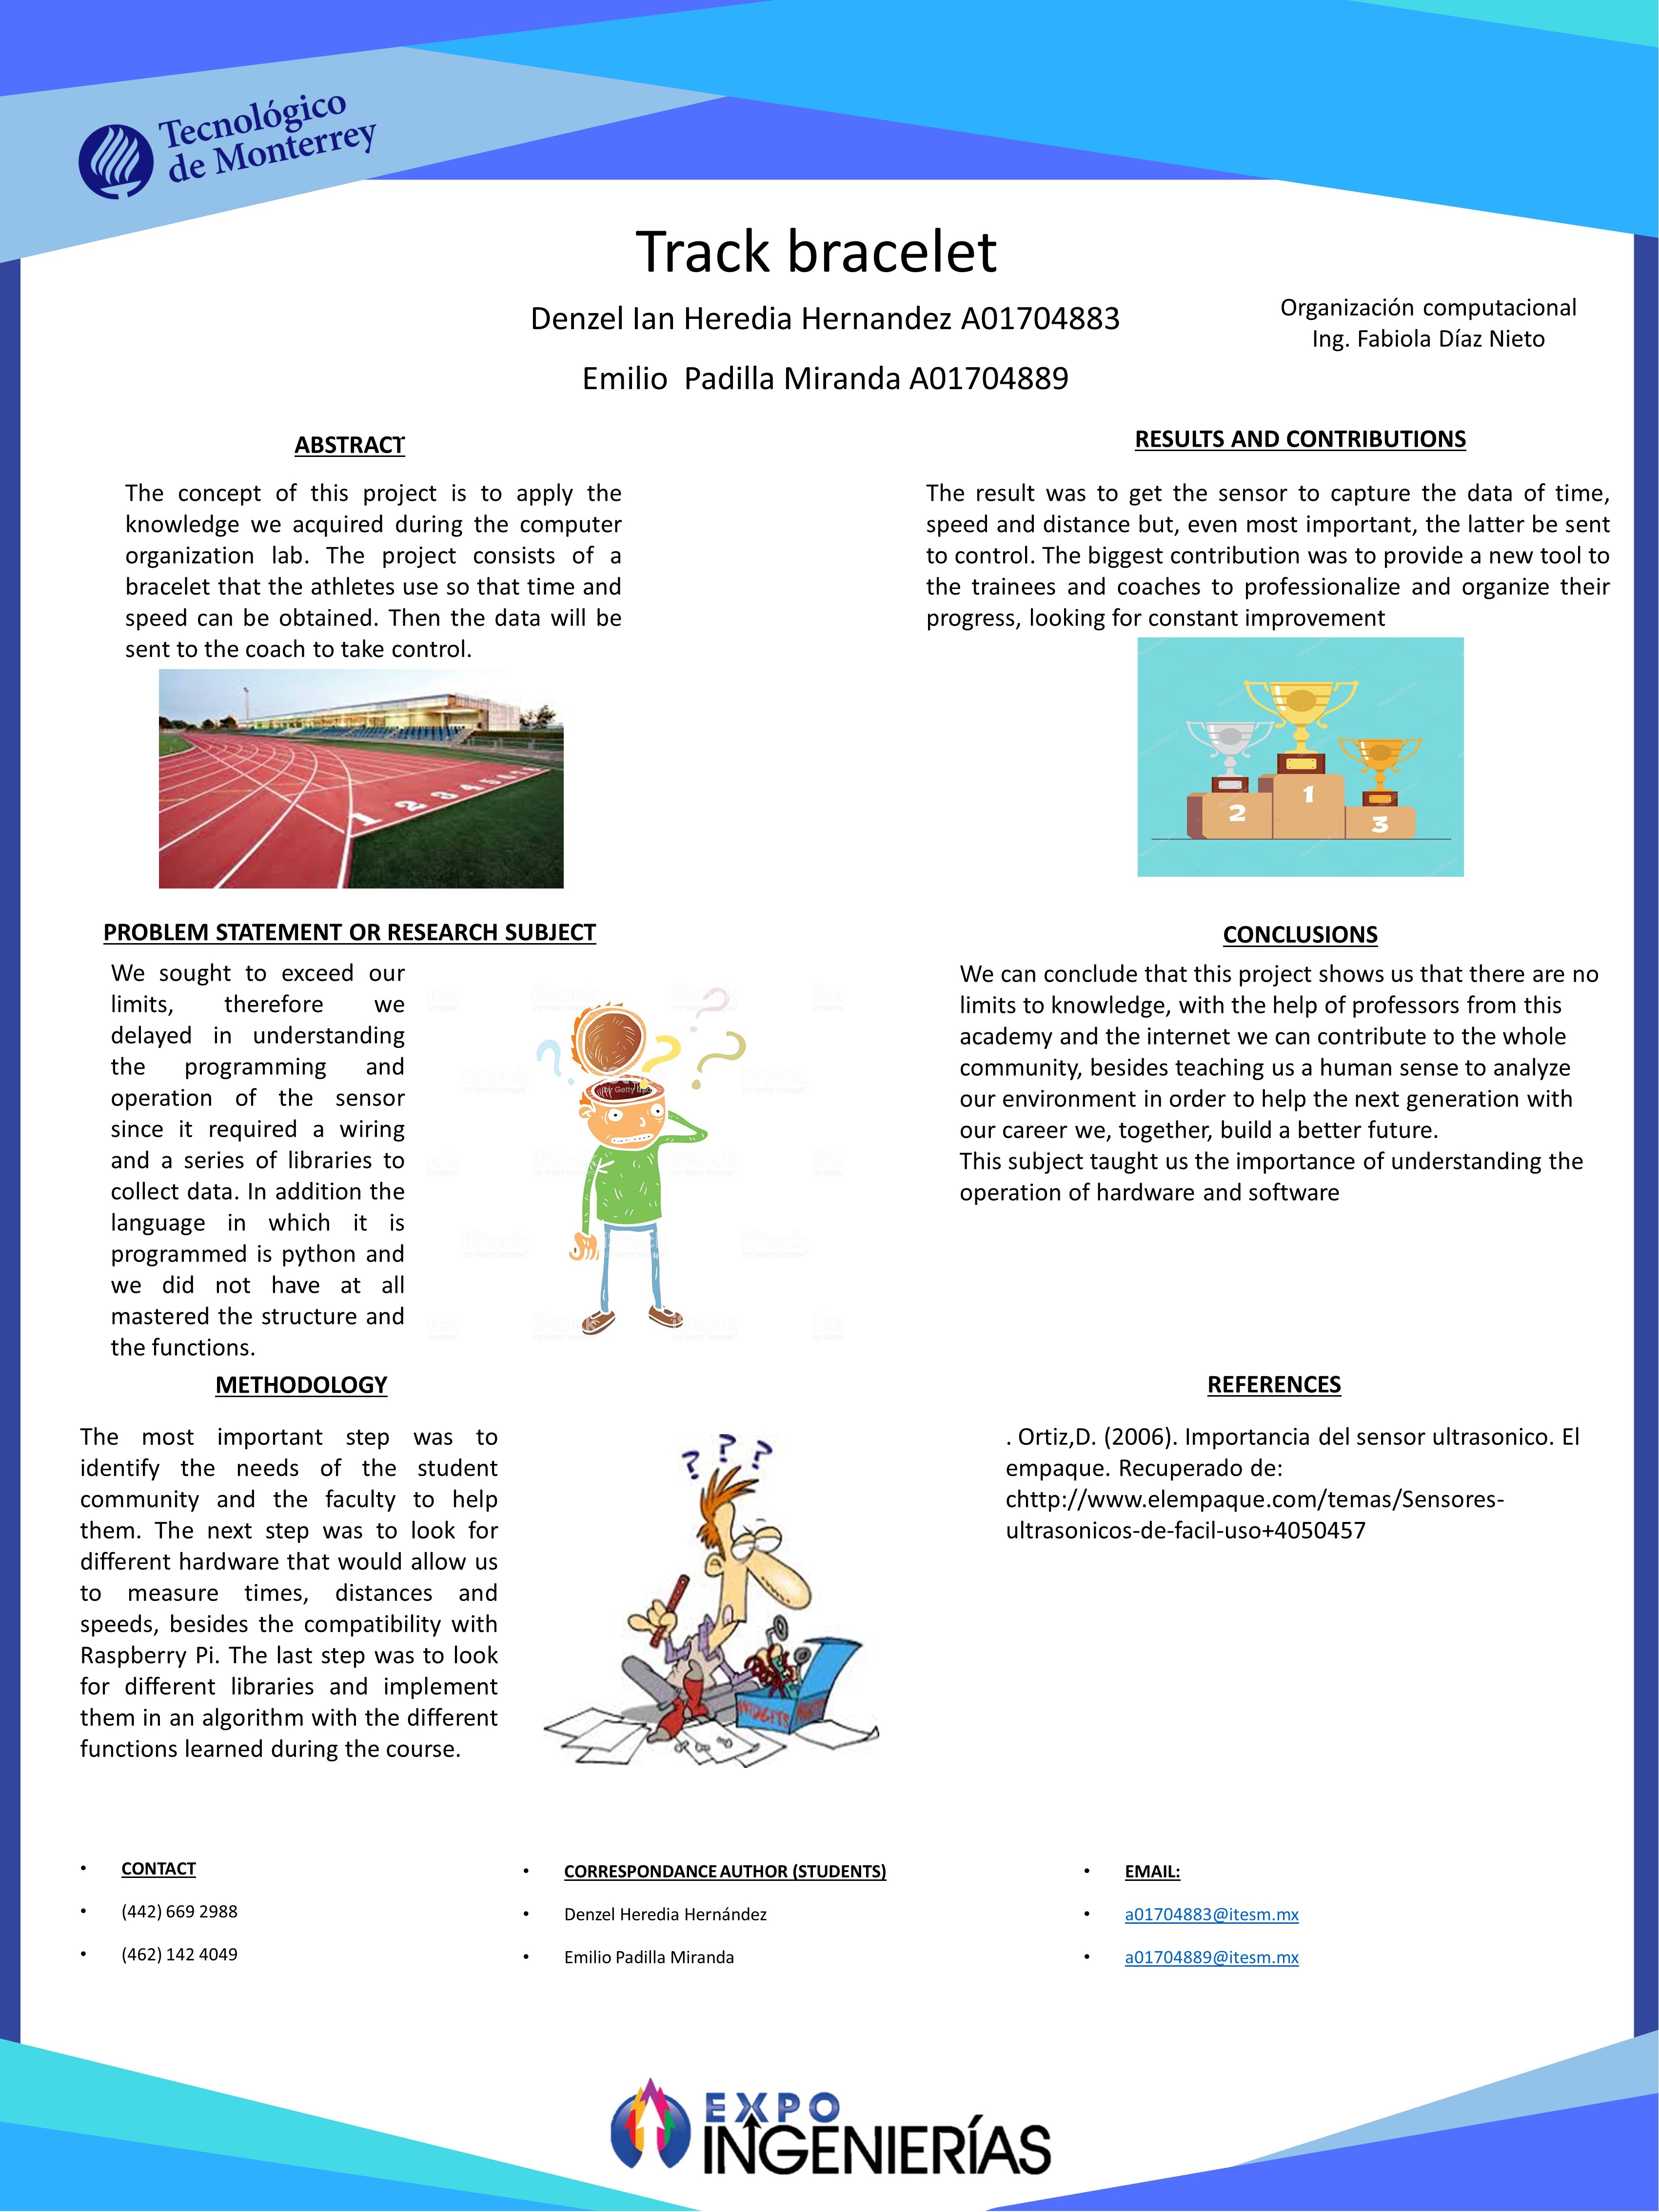 Tecnológico
de Monterrey
Track bracelet
Denzel Ian Heredia Hernandez A01704883
Emilio  Padilla Miranda A01704889
Organización computacional
Ing. Fabiola Díaz Nieto
ABSTRACT
The concept of this project is to apply the
knowledge we acquired during the computer
organization lab. The project consists of a
bracelet that the athletes use so that time and
speed can be obtained. Then the data will be
sent to the coach to take control.
1 2 3 4 5 6
PROBLEM STATEMENT OR RESEARCH SUBJECT
We sought to exceed our
limits, therefore we
delayed in understanding
the programming and
operation of the sensor
since it required a wiring
and a series of libraries to
collect data. In addition the
language in which it is
programmed is python and
we did not have at all
mastered the structure and
the functions.
iStock
by Getty Images
METHODOLOGY
The most important step was to
identify the needs of the student
community and the faculty to help
them. The next step was to look for
different hardware that would allow us
to measure times, distances and
speeds, besides the compatibility with
Raspberry Pi. The last step was to look
for different libraries and implement
them in an algorithm with the different
functions learned during the course.
? ? ?
WIDGITS
RESULTS AND CONTRIBUTIONS
The result was to get the sensor to capture the data of time,
speed and distance but, even most important, the latter be sent
to control. The biggest contribution was to provide a new tool to
the trainees and coaches to professionalize and organize their
progress, looking for constant improvement
2 1 3
CONCLUSIONS
We can conclude that this project shows us that there are no
limits to knowledge, with the help of professors from this
academy and the internet we can contribute to the whole
community, besides teaching us a human sense to analyze
our environment in order to help the next generation with
our career we, together, build a better future.
This subject taught us the importance of understanding the
operation of hardware and software
REFERENCES
. Ortiz,D. (2006). Importancia del sensor ultrasonico. El
empaque. Recuperado de:
chttp://www.elempaque.com/temas/Sensores-
ultrasonicos-de-facil-uso+4050457
• CONTACT
• (442) 669 2988
• (462) 142 4049
• CORRESPONDANCE AUTHOR (STUDENTS)
• Denzel Heredia Hernández
• Emilio Padilla Miranda
• EMAIL:
• a01704883@itesm.mx
• a01704889@itesm.mx
EXPO
INGENIERÍAS